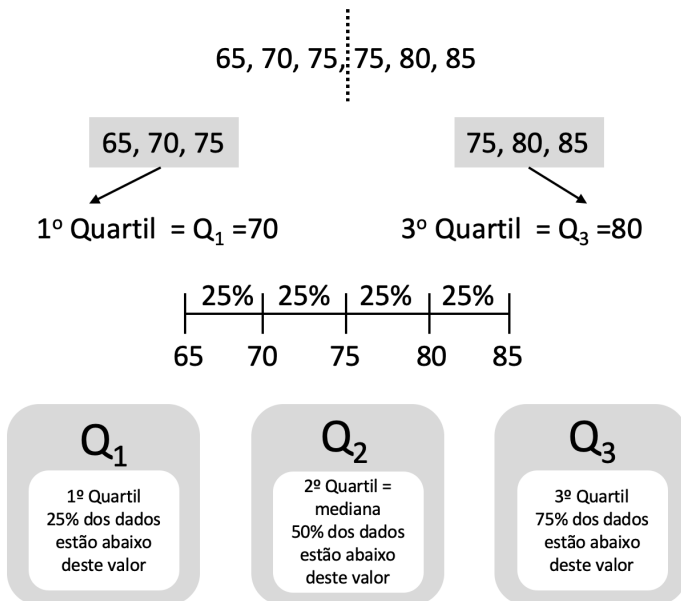 65, 70, 75, 75, 80, 85
65, 70, 75
75, 80, 85
1º Quartil = Q₁ =70
3º Quartil = Q₃ =80
25% 25% 25% 25%
65 70 75 80 85
Q₁
1º Quartil
25% dos dados
estão abaixo
deste valor
Q₂
2º Quartil =
mediana
50% dos dados
estão abaixo
deste valor
Q₃
3º Quartil
75% dos dados
estão abaixo
deste valor